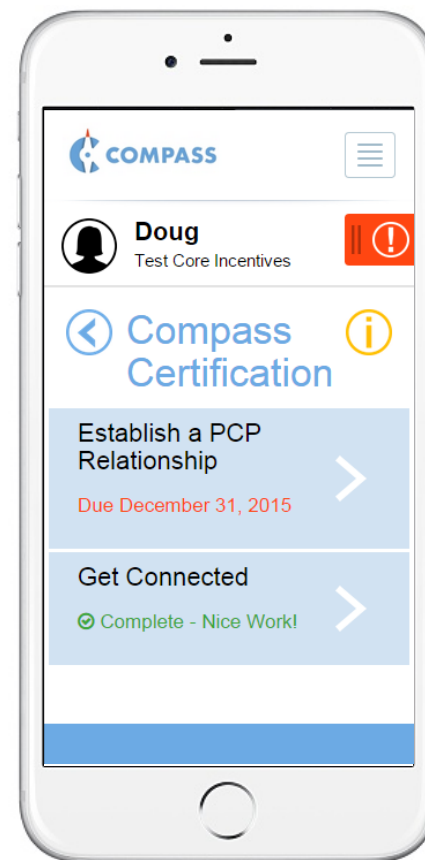 COMPASS
Doug
Test Core Incentives
Compass
Certification
Establish a PCP
Relationship
Due December 31, 2015
Get Connected
Complete - Nice Work!